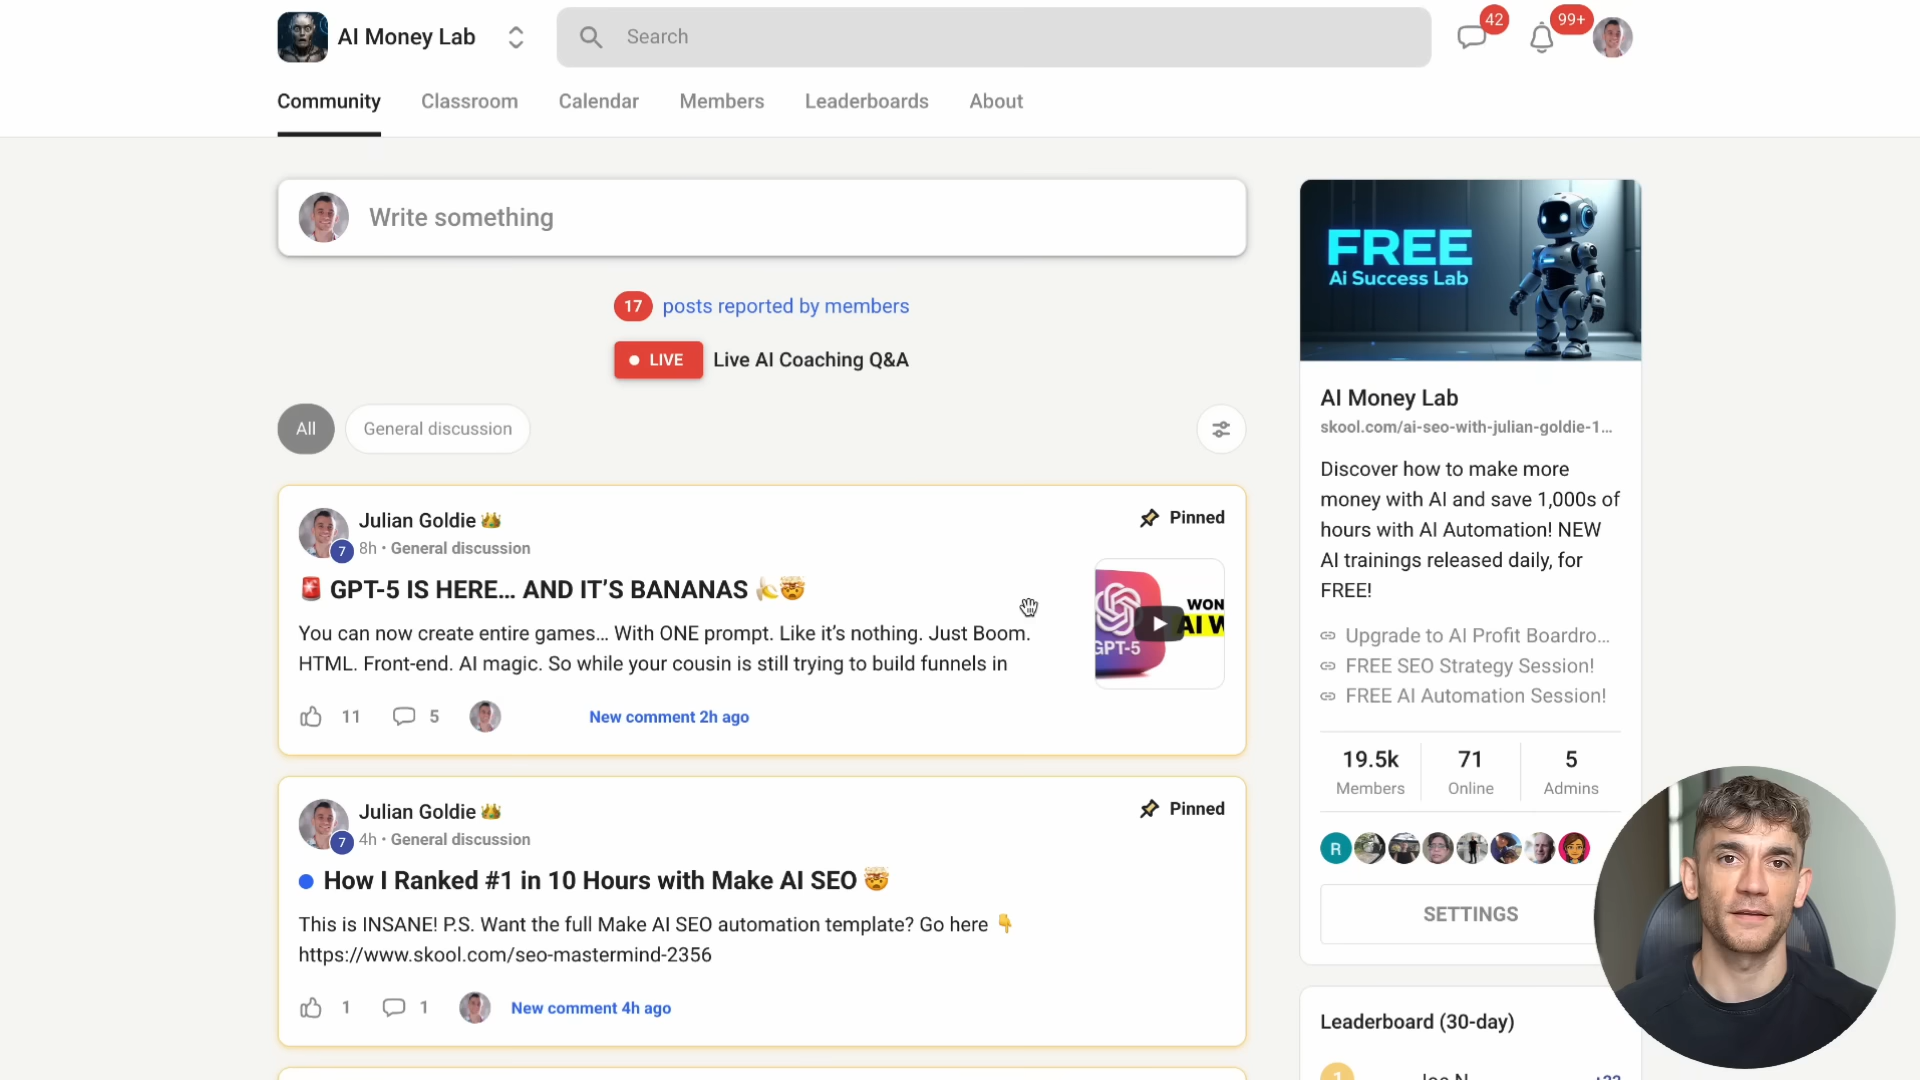 AI Money Lab
Search
42
99+
Community
Classroom
Calendar
Members
Leaderboards
About
Write something
17 posts reported by members
LIVE Live AI Coaching Q&A
All
General discussion
Julian Goldie
7
8h • General discussion
Pinned
🚨 GPT-5 IS HERE... AND IT'S BANANAS 🍌🤯
You can now create entire games... With ONE prompt. Like it's nothing. Just Boom.
HTML. Front-end. AI magic. So while your cousin is still trying to build funnels in
GPT-5
11
5
New comment 2h ago
Julian Goldie
7
4h • General discussion
Pinned
How I Ranked #1 in 10 Hours with Make AI SEO 🤯
This is INSANE! P.S. Want the full Make AI SEO automation template? Go here 👇
https://www.skool.com/seo-mastermind-2356
1
1
New comment 4h ago
FREE
Ai Success Lab
AI Money Lab
skool.com/ai-seo-with-julian-goldie-1...
Discover how to make more
money with AI and save 1,000s of
hours with AI Automation! NEW
AI trainings released daily, for
FREE!
Upgrade to AI Profit Boardro...
FREE SEO Strategy Session!
FREE AI Automation Session!
19.5k
Members
71
Online
5
Admins
R
SETTINGS
Leaderboard (30-day)